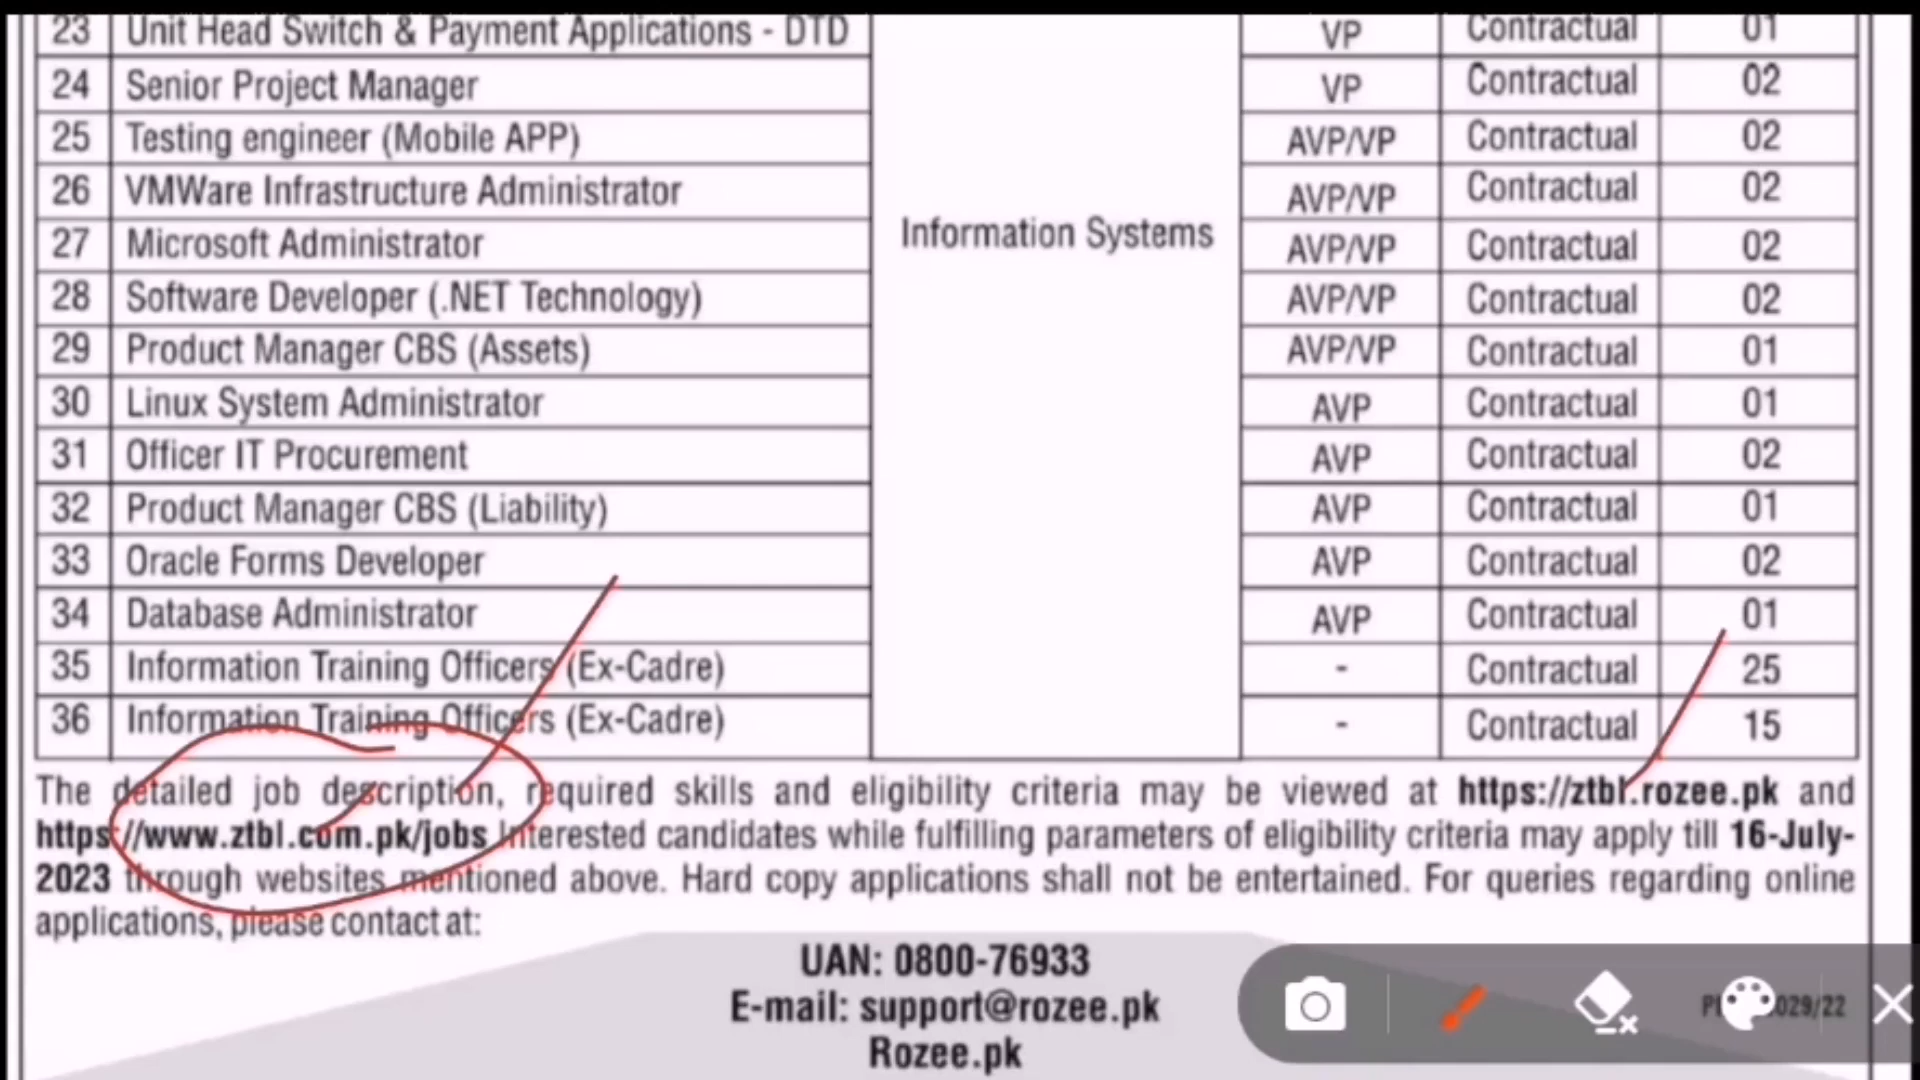 23 Unit Head Switch & Payment Applications - DTD VP Contractual 01
24 Senior Project Manager VP Contractual 02
25 Testing engineer (Mobile APP) AVP/VP Contractual 02
26 VMWare Infrastructure Administrator AVP/VP Contractual 02
27 Microsoft Administrator Information Systems AVP/VP Contractual 02
28 Software Developer (.NET Technology) AVP/VP Contractual 02
29 Product Manager CBS (Assets) AVP/VP Contractual 01
30 Linux System Administrator AVP Contractual 01
31 Officer IT Procurement AVP Contractual 02
32 Product Manager CBS (Liability) AVP Contractual 01
33 Oracle Forms Developer AVP Contractual 02
34 Database Administrator AVP Contractual 01
35 Information Training Officers (Ex-Cadre) - Contractual 25
36 Information Training Officers (Ex-Cadre) - Contractual 15
The detailed job description, required skills and eligibility criteria may be viewed at https://ztbl.rozee.pk and
https://www.ztbl.com.pk/jobs Interested candidates while fulfilling parameters of eligibility criteria may apply till 16-July-
2023 through websites mentioned above. Hard copy applications shall not be entertained. For queries regarding online
applications, please contact at:
UAN: 0800-76933
E-mail: support@rozee.pk
Rozee.pk